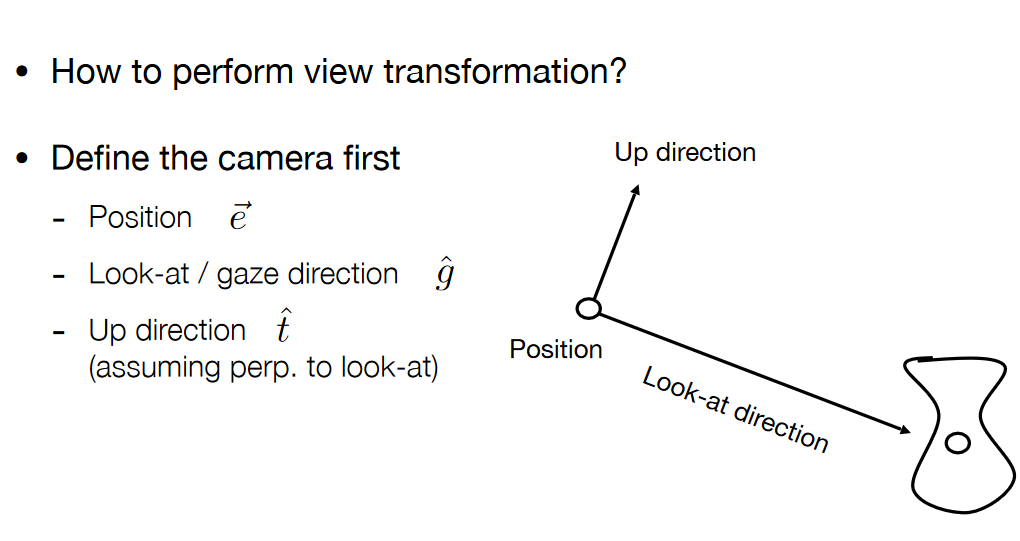 • How to perform view transformation?
• Define the camera first
- Position $\vec{e}$
- Look-at / gaze direction $\hat{g}$
- Up direction $\hat{t}$
(assuming perp. to look-at)
Up direction
Position
Look-at direction